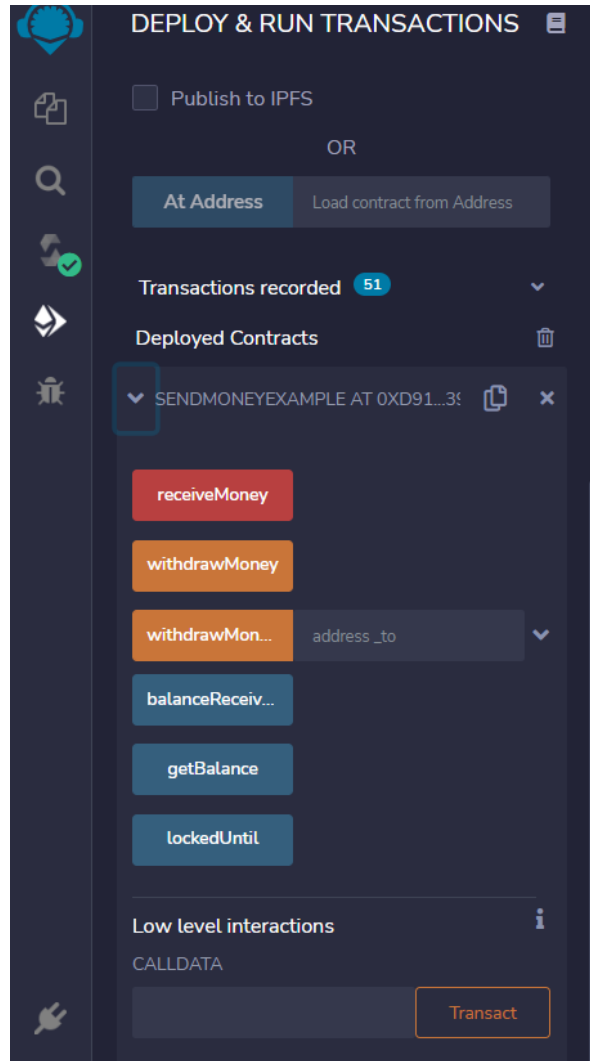 DEPLOY & RUN TRANSACTIONS
Publish to IPFS
OR
At Address Load contract from Address
Transactions recorded 51
Deployed Contracts
SENDMONEYEXAMPLE AT 0XD91...39
receiveMoney
withdrawMoney
withdrawMon... address _to
balanceReceiv...
getBalance
lockedUntil
Low level interactions
CALLDATA
Transact